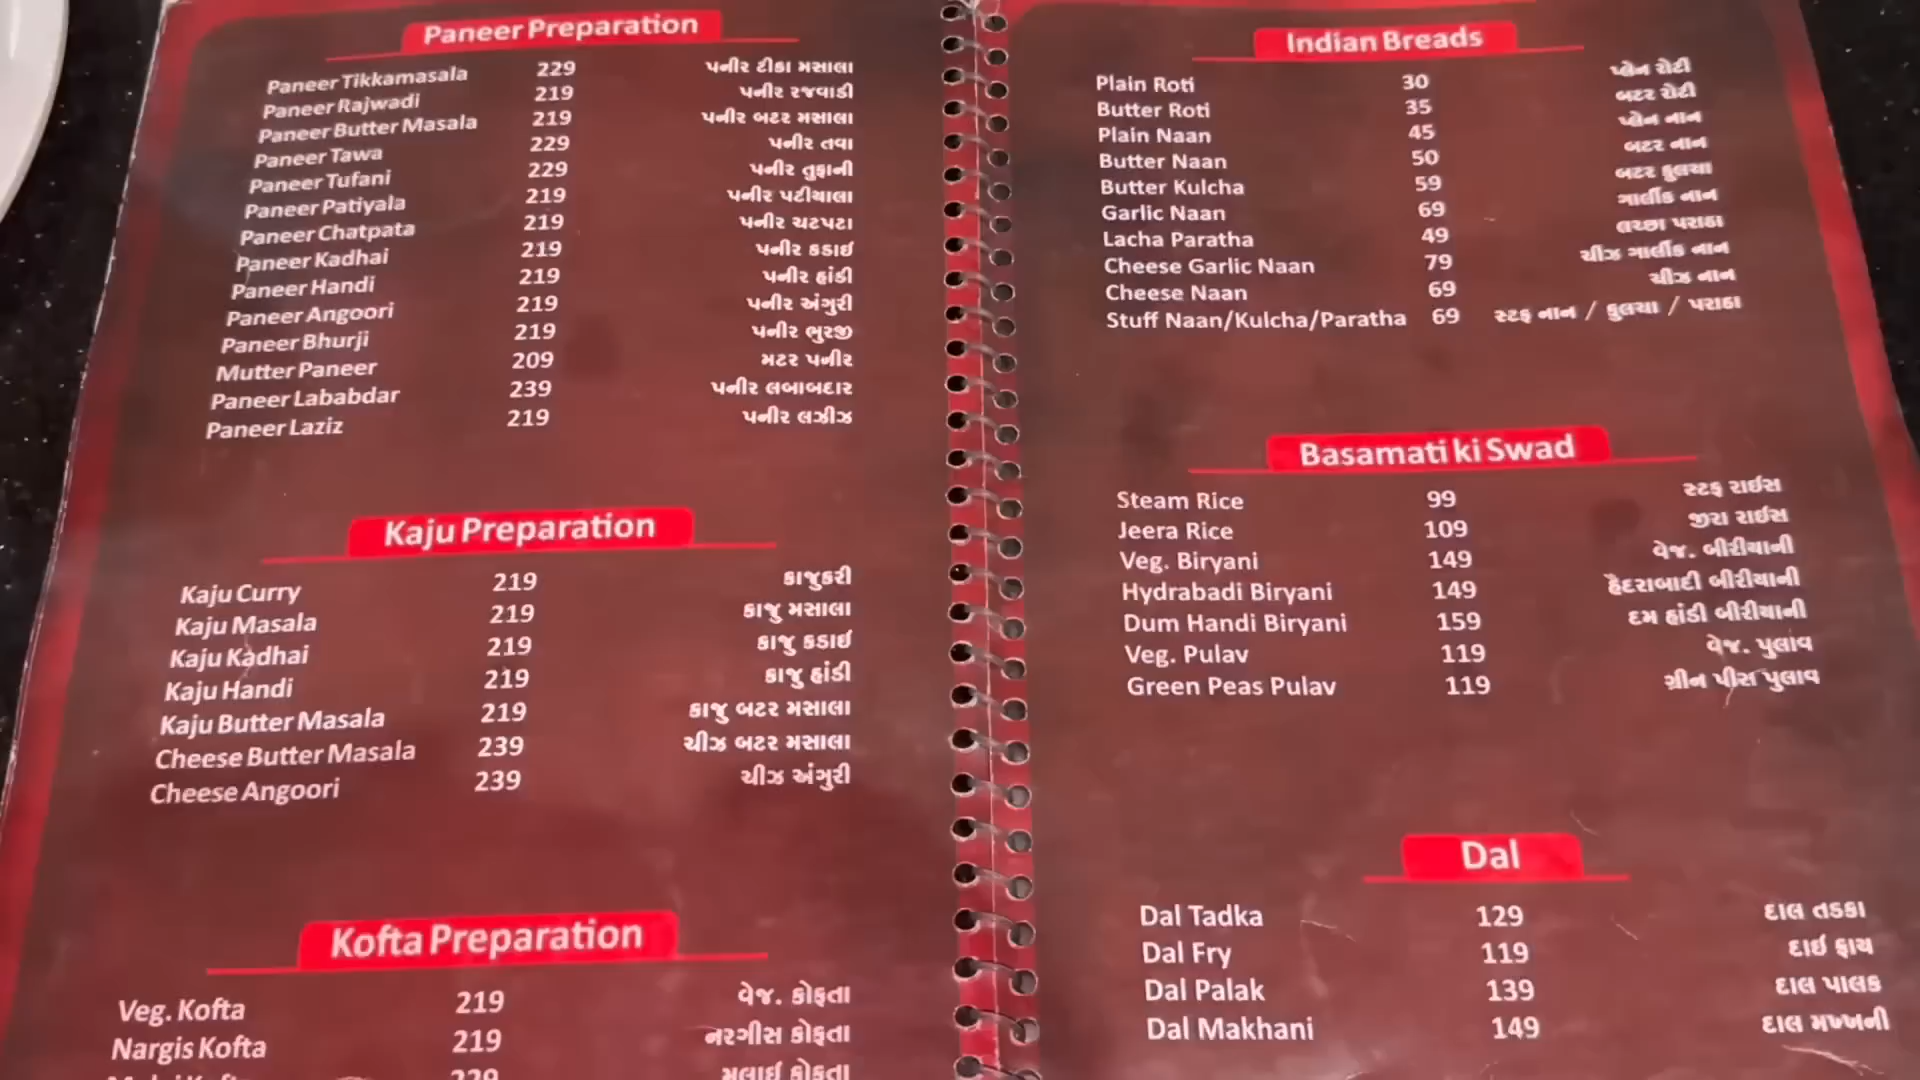 Paneer Preparation
Paneer Tikkamasala 229 પનીર ટીકા મસાલા
Paneer Rajwadi 219 પનીર રજવાડી
Paneer Butter Masala 219 પનીર બટર મસાલા
Paneer Tawa 229 પનીર તવા
Paneer Tufani 229 પનીર તુફાની
Paneer Patiyala 219 પનીર પટીયાલા
Paneer Chatpata 219 પનીર ચટપટા
Paneer Kadhai 219 પનીર કડાઈ
Paneer Handi 219 પનીર હાંડી
Paneer Angoori 219 પનીર અંગુરી
Paneer Bhurji 219 પનીર ભુરજી
Mutter Paneer 209 મટર પનીર
Paneer Lababdar 239 પનીર લબાબદાર
Paneer Laziz 219 પનીર લઝીઝ
Kaju Preparation
Kaju Curry 219 કાજુકરી
Kaju Masala 219 કાજુ મસાલા
Kaju Kadhai 219 કાજુ કડાઈ
Kaju Handi 219 કાજુ હાંડી
Kaju Butter Masala 219 કાજુ બટર મસાલા
Cheese Butter Masala 239 ચીઝ બટર મસાલા
Cheese Angoori 239 ચીઝ અંગુરી
Kofta Preparation
Veg. Kofta 219 વેજ. કોફતા
Nargis Kofta 219 નરગીસ કોફતા
229 મલાઈ કોફતા
Indian Breads
Plain Roti 30 પ્લેન રોટી
Butter Roti 35 બટર રોટી
Plain Naan 45 પ્લેન નાન
Butter Naan 50 બટર નાન
Butter Kulcha 59 બટર કુલચા
Garlic Naan 69 ગાર્લીક નાન
Lacha Paratha 49 લચ્છા પરાઠા
Cheese Garlic Naan 79 ચીઝ ગાર્લીક નાન
Cheese Naan 69 ચીઝ નાન
Stuff Naan/Kulcha/Paratha 69 સ્ટફ નાન / કુલચા / પરાઠા
Basamati ki Swad
Steam Rice 99 સ્ટફ રાઈસ
Jeera Rice 109 જીરા રાઈસ
Veg. Biryani 149 વેજ. બીરીયાની
Hydrabadi Biryani 149 હૈદરાબાદી બીરીયાની
Dum Handi Biryani 159 દમ હાંડી બીરીયાની
Veg. Pulav 119 વેજ. પુલાવ
Green Peas Pulav 119 ગ્રીન પીસ પુલાવ
Dal
Dal Tadka 129 દાલ તડકા
Dal Fry 119 દાઈ ફ્રાય
Dal Palak 139 દાલ પાલક
Dal Makhani 149 દાલ મખ્ખની